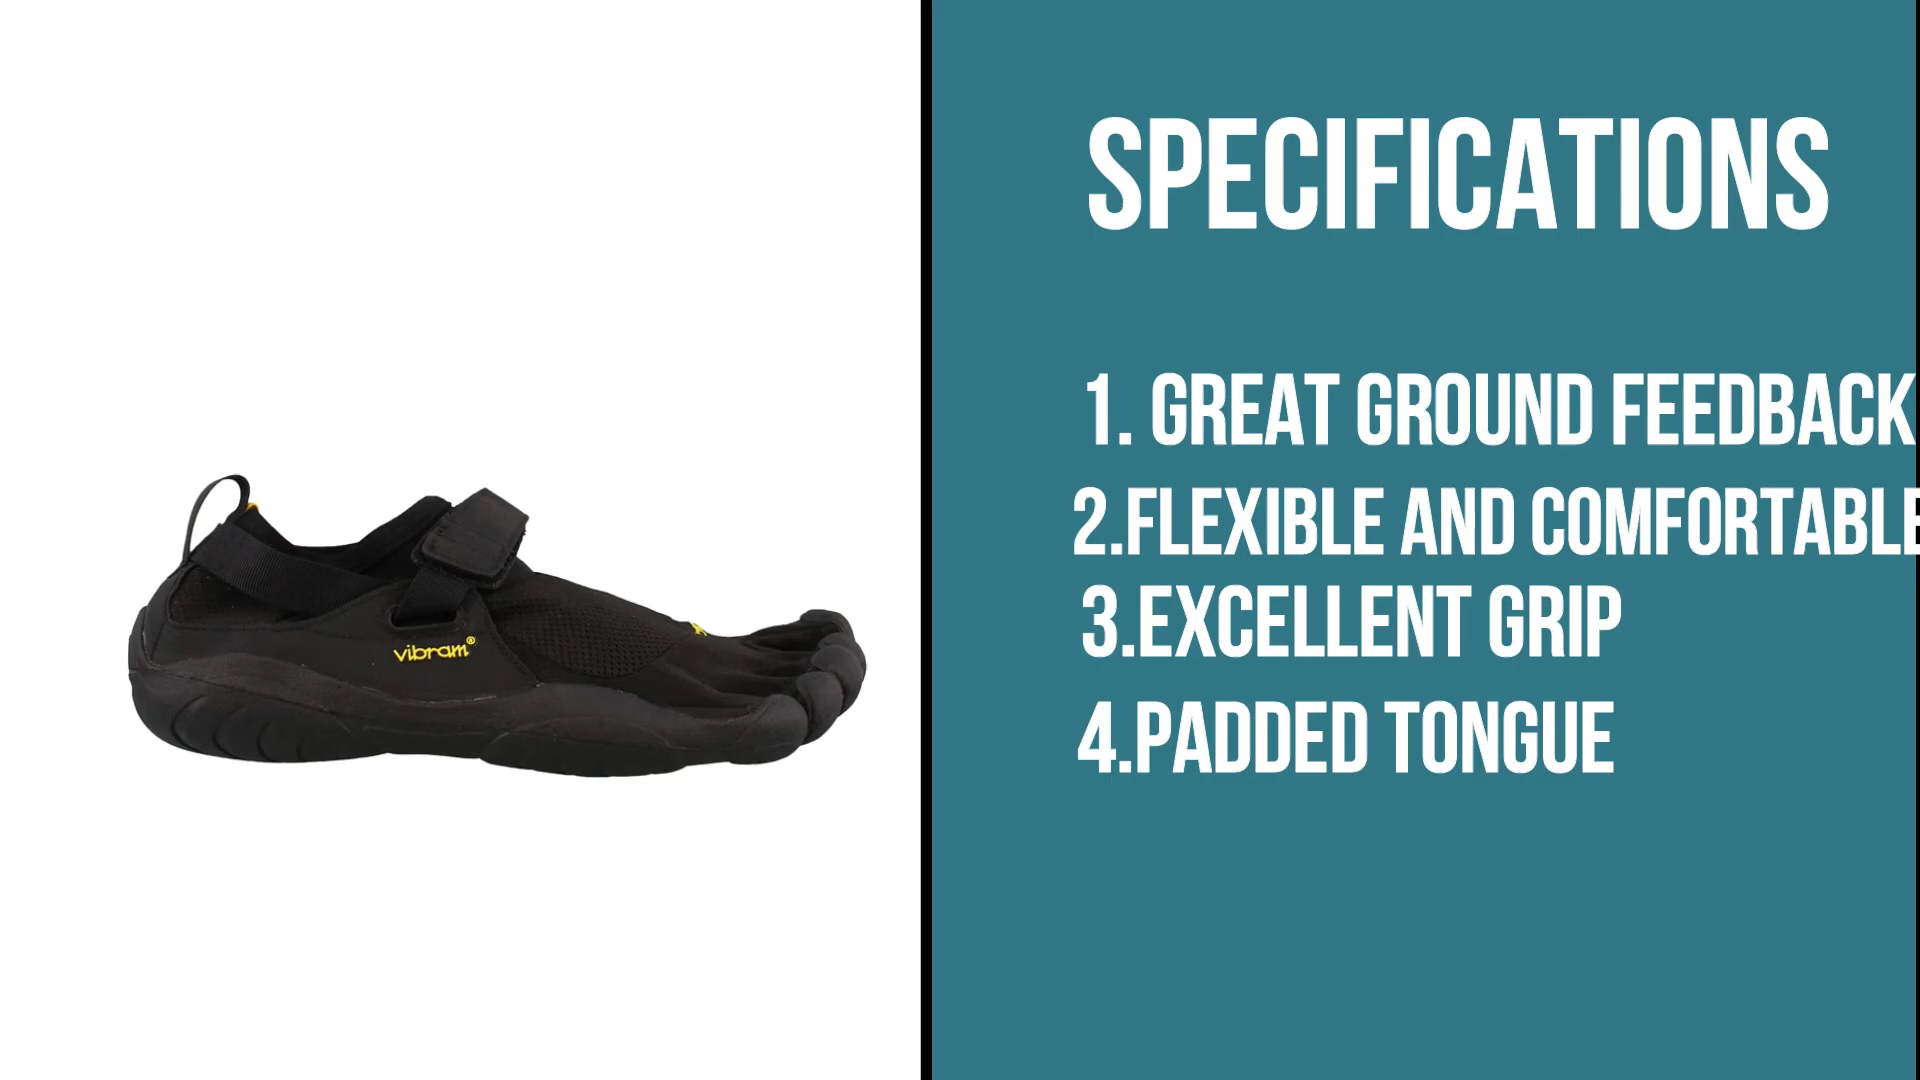 SPECIFICATIONS
1. GREAT GROUND FEEDBACK
2.FLEXIBLE AND COMFORTABLE
3.EXCELLENT GRIP
4.PADDED TONGUE
vibram®